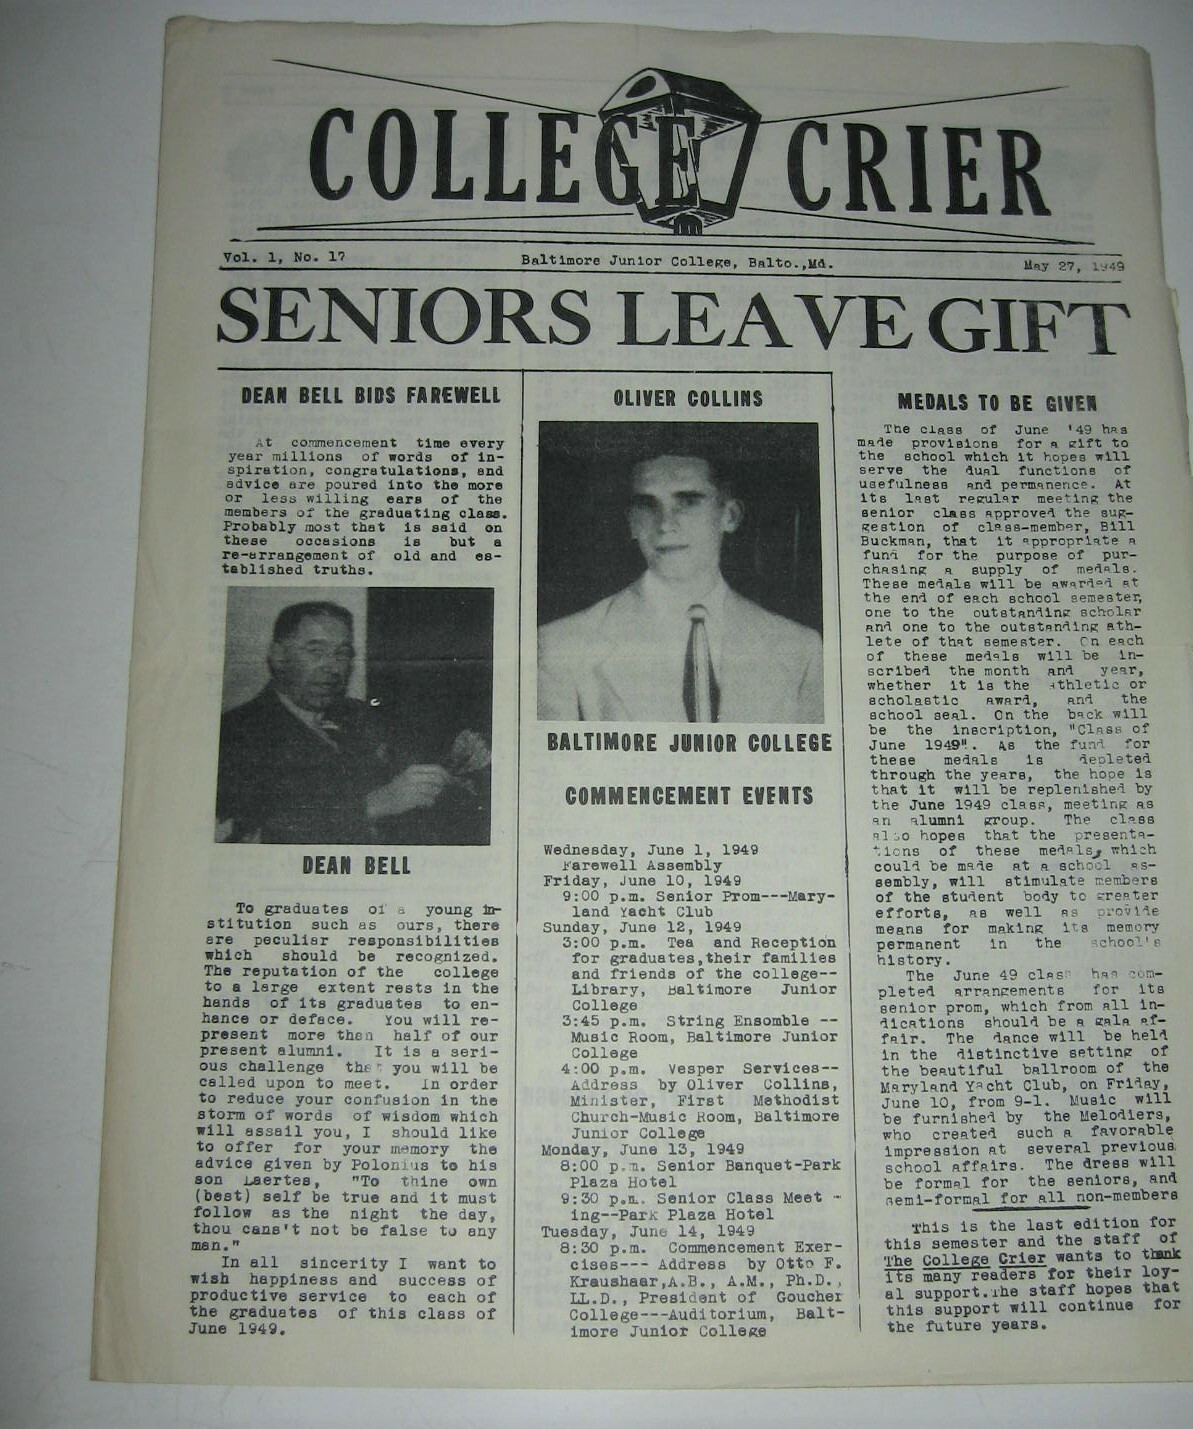 COLLEGE CRIER
Vol. 1, No. 17
Baltimore Junior College, Balto.,Md.
May 27, 1949
SENIORS LEAVE GIFT
DEAN BELL BIDS FAREWELL
At commencement time every
year millions of words of in-
spiration, congratulations, and
advice are poured into the more
or less willing ears of the
members of the graduating class.
Probably most that is said on
these occasions is but a
re-arrangement of old and es-
tablished truths.
DEAN BELL
To graduates of a young in-
stitution such as ours, there
are peculiar responsibilities
which should be recognized.
The reputation of the college
to a large extent rests in the
hands of its graduates to en-
hance or deface. You will re-
present more then half of our
present alumni. It is a seri-
ous challenge that you will be
called upon to meet. In order
to reduce your confusion in the
storm of words of wisdom which
will assail you, I should like
to offer for your memory the
advice given by Polonius to his
son Laertes, "To thine own
(best) self be true and it must
follow as the night the day,
thou cans't not be false to any
man."
In all sincerity I want to
wish happiness and success of
productive service to each of
the graduates of this class of
June 1949.
OLIVER COLLINS
BALTIMORE JUNIOR COLLEGE
COMMENCEMENT EVENTS
Wednesday, June 1, 1949
Farewell Assembly
Friday, June 10, 1949
9:00 p.m. Senior Prom---Mary-
land Yacht Club
Sunday, June 12, 1949
3:00 p.m. Tea and Reception
for graduates,their families
and friends of the college--
Library, Baltimore Junior
College
3:45 p.m. String Ensomble --
Music Room, Baltimore Junior
College
4:00 p.m. Vesper Services--
Address by Oliver Collins,
Minister, First Methodist
Church-Music Room, Baltimore
Junior College
Monday, June 13, 1949
8:00 p.m. Senior Banquet-Park
Plaza Hotel
9:30 p.m. Senior Class Meet -
ing--Park Plaza Hotel
Tuesday, June 14, 1949
8:30 p.m. Commencement Exer-
cises--- Address by Otto F.
Kraushaar,A.B., A.M., Ph.D.,
LL.D., President of Goucher
College---Auditorium, Balt-
imore Junior College
MEDALS TO BE GIVEN
The class of June '49 has
made provisions for a gift to
the school which it hopes will
serve the dual functions of
usefulness and permanence. At
its last regular meeting the
senior class approved the sug-
gestion of class-member, Bill
Buckman, that it appropriate a
fund for the purpose of pur-
chasing a supply of medals.
These medals will be awarded at
the end of each school semester,
one to the outstanding scholar
and one to the outstanding ath-
lete of that semester. On each
of these medals will be in-
scribed the month and year,
whether it is the athletic or
scholastic award, and the
school seal. On the back will
be the inscription, "Class of
June 1949". As the fund for
these medals is depleted
through the years, the hope is
that it will be replenished by
the June 1949 class, meeting as
an alumni group. The class
also hopes that the presenta-
tions of these medals, which
could be made at a school as-
sembly, will stimulate members
of the student body to greater
efforts, as well as provide
means for making its memory
permanent in the school's
history.
The June 49 class has com-
pleted arrangements for its
senior prom, which from all in-
dications should be a gala af-
fair. The dance will be held
in the distinctive setting of
the beautiful ballroom of the
Maryland Yacht Club, on Friday,
June 10, from 9-1. Music will
be furnished by the Melodiers,
who created such a favorable
impression at several previous
school affairs. The dress will
be formal for the seniors, and
semi-formal for all non-members
This is the last edition for
this semester and the staff of
The College Crier wants to thank
its many readers for their loy-
al support.The staff hopes that
this support will continue for
the future years.